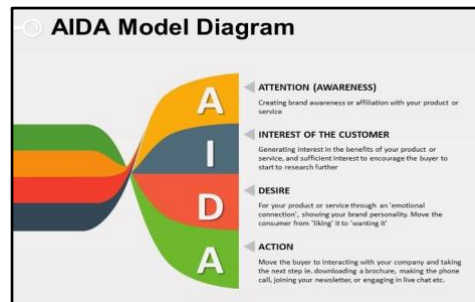 AIDA Model Diagram
A
ATTENTION (AWARENESS)
Creating brand awareness or affiliation with your product or
service
I
INTEREST OF THE CUSTOMER
Generating interest in the benefits of your product or
service, and sufficient interest to encourage the buyer to
start to research further
D
DESIRE
For your product or service through an 'emotional
connection', showing your brand personality. Move the
consumer from 'liking' it to 'wanting it'
A
ACTION
Move the buyer to interacting with your company and taking
the next step ie. downloading a brochure, making the phone
call, joining your newsletter, or engaging in live chat etc.